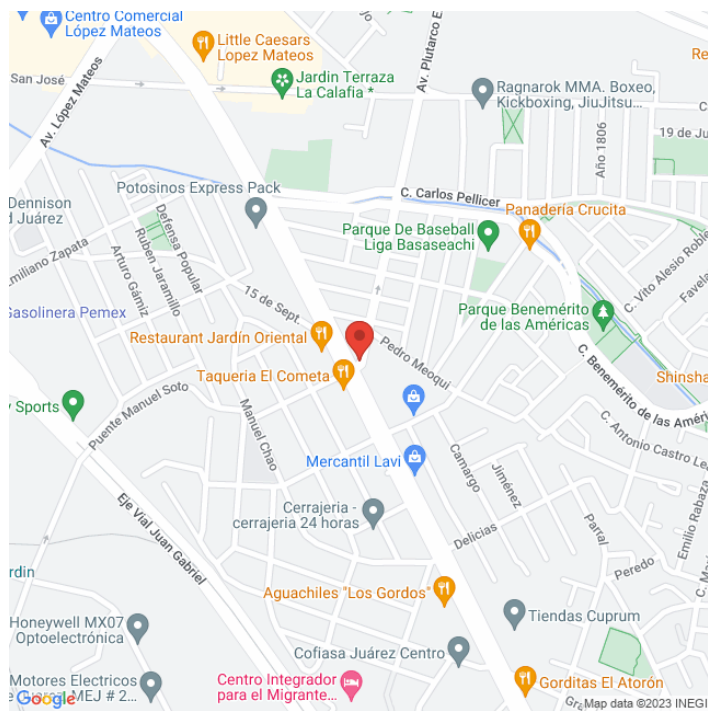 Centro Comercial
López Mateos
Little Caesars
Lopez Mateos
San José
Jardin Terraza
La Calafia *
Av. López Mateos
Av. Plutarco E
Re
Ragnarok MMA. Boxeo,
Kickboxing, JiuJitsu...
19 de Ju
Año 1806
C. Carlos Pellicer
Potosinos Express Pack
Panadería Crucita
Dennison
d Juárez
Parque De Baseball
Liga Basaseachi
Emiliano Zapata
Defensa Popular
Ruben Jaramillo
Arturo Gámiz
C. Vito Alesio Roble
Favela
15 de Sept.
Gasolinera Pemex
Parque Benemérito
de las Américas
Restaurant Jardín Oriental
Pedro Meoqui
Taqueria El Cometa
Shinsha
C. Benemérito de las Améri
y Sports
Puente Manuel Soto
Manuel Chao
C. Antonio Castro Le
Mercantil Lavi
Camargo
Jiménez
Emilio Rabaza
Cerrajeria -
cerrajeria 24 horas
Eje Vial Juan Gabriel
Delicias
Parral
Peredo
Jardin
Aguachiles "Los Gordos"
Honeywell MX07
Optoelectrónica
Tiendas Cuprum
Cofiasa Juárez Centro
Motores Electricos
MEJ # 2...
Centro Integrador
para el Migrante...
Gorditas El Atorón
Google
Map data ©2023 INEGI